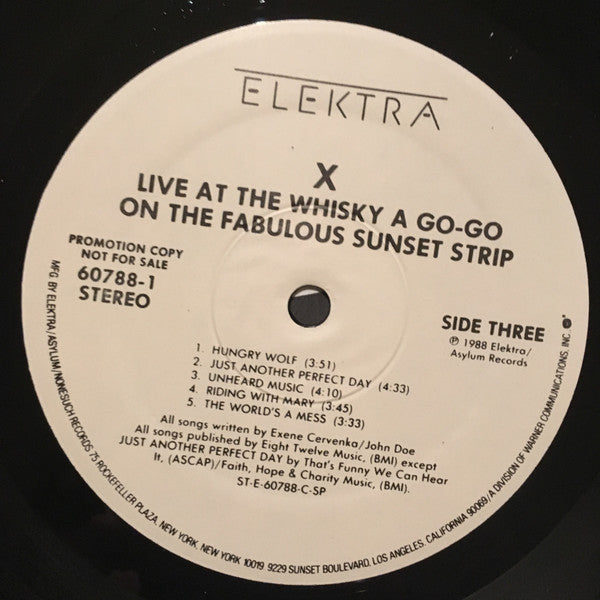 ELEKTRA
X
LIVE AT THE WHISKY A GO-GO
ON THE FABULOUS SUNSET STRIP
PROMOTION COPY
NOT FOR SALE
60788-1
STEREO
SIDE THREE
℗ 1988 Elektra/
Asylum Records
1. HUNGRY WOLF (3:51)
2. JUST ANOTHER PERFECT DAY (4:33)
3. UNHEARD MUSIC (4:10)
4. RIDING WITH MARY (3:45)
5. THE WORLD'S A MESS (3:33)
All songs written by Exene Cervenka/John Doe
All songs published by Eight Twelve Music, (BMI) except
JUST ANOTHER PERFECT DAY by That's Funny We Can Hear
It, (ASCAP)/Faith, Hope & Charity Music, (BMI).
ST-E-60788-C-SP
MFG. BY ELEKTRA/ASYLUM/NONESUCH RECORDS, 75 ROCKEFELLER PLAZA, NEW YORK, NEW YORK 10019 9229 SUNSET BOULEVARD, LOS ANGELES, CALIFORNIA 90069/A DIVISION OF WARNER COMMUNICATIONS, INC.